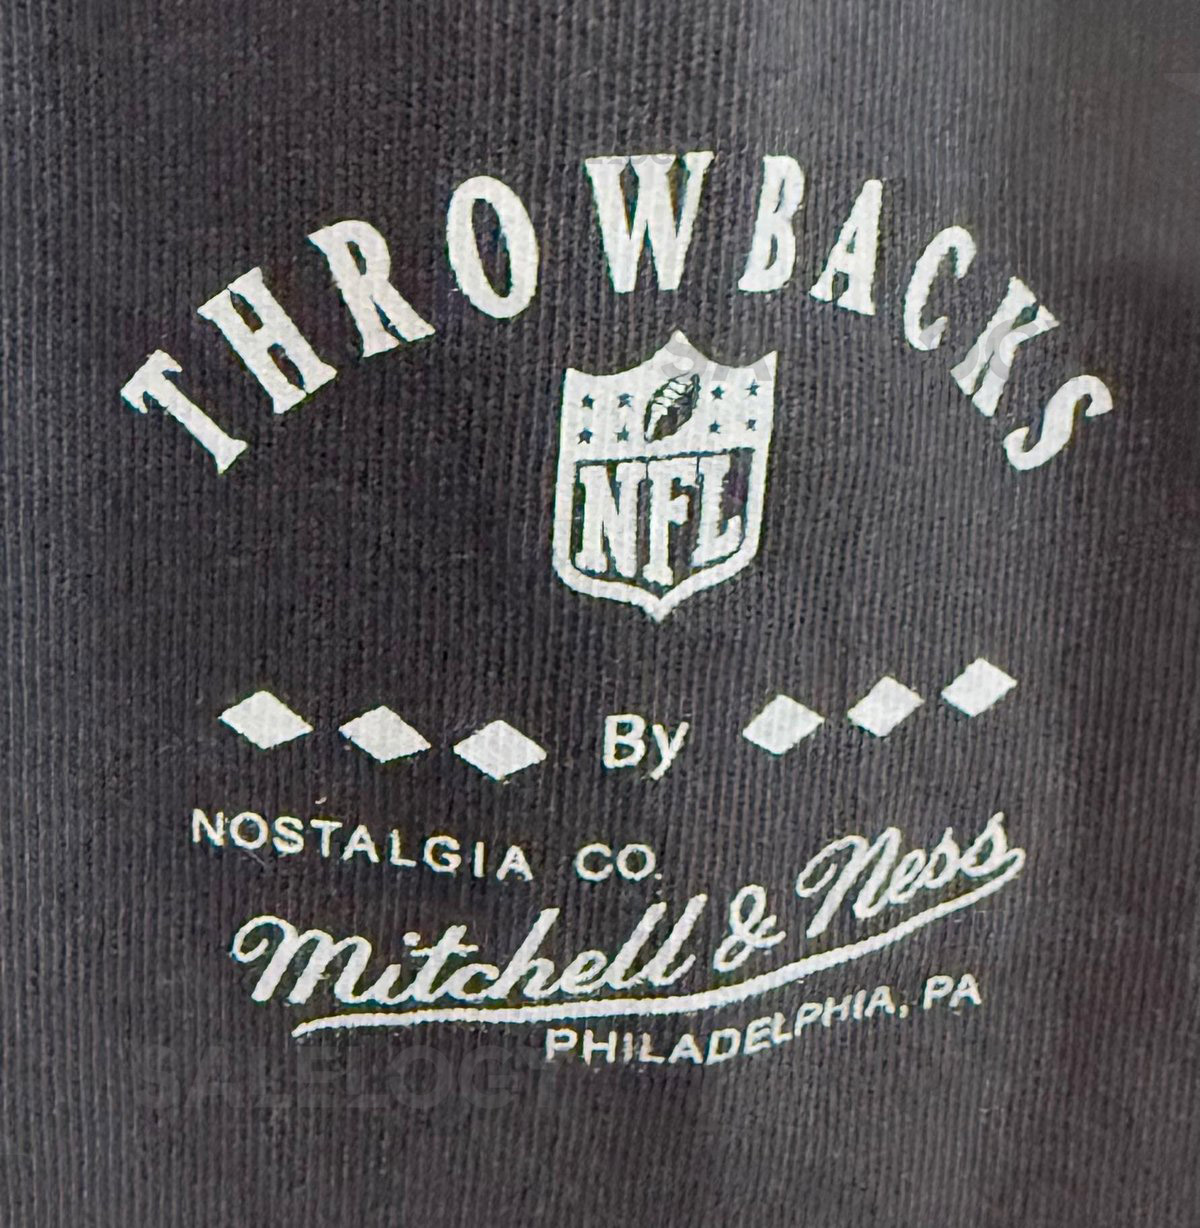 THROWBACKS
NFL
By
NOSTALGIA CO.
Mitchell & Ness
PHILADELPHIA, PA